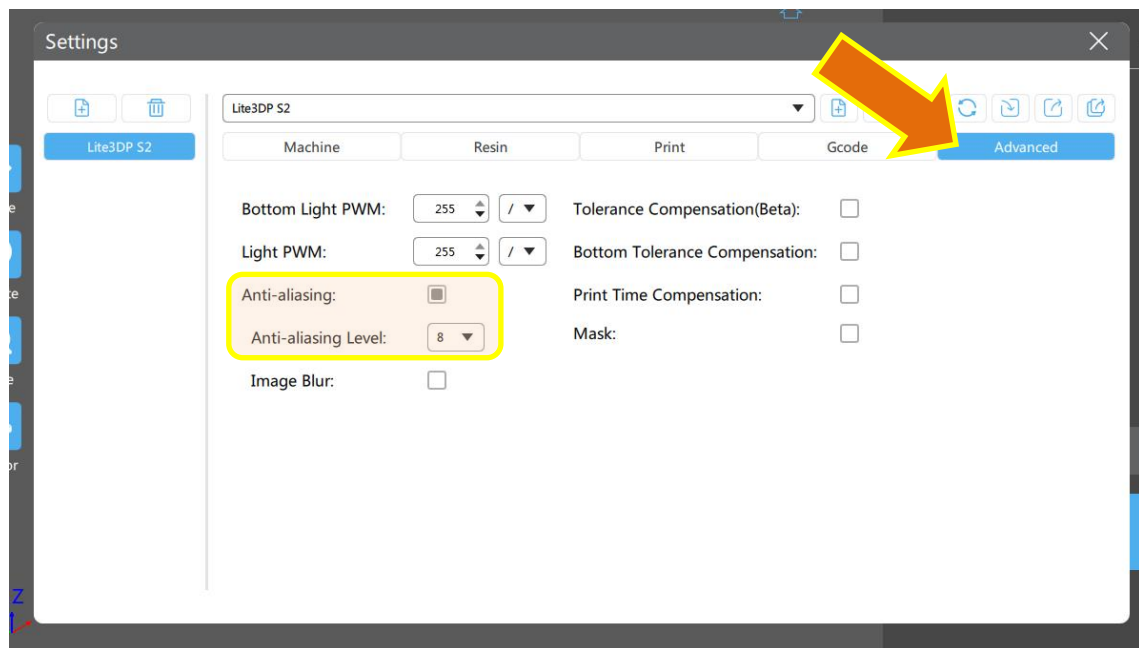 Settings
Lite3DP S2
Lite3DP S2
Machine Resin Print Gcode Advanced
Bottom Light PWM: 255 / Tolerance Compensation(Beta):
Light PWM: 255 / Bottom Tolerance Compensation:
Anti-aliasing: Print Time Compensation:
Anti-aliasing Level: 8 Mask:
Image Blur:
Z